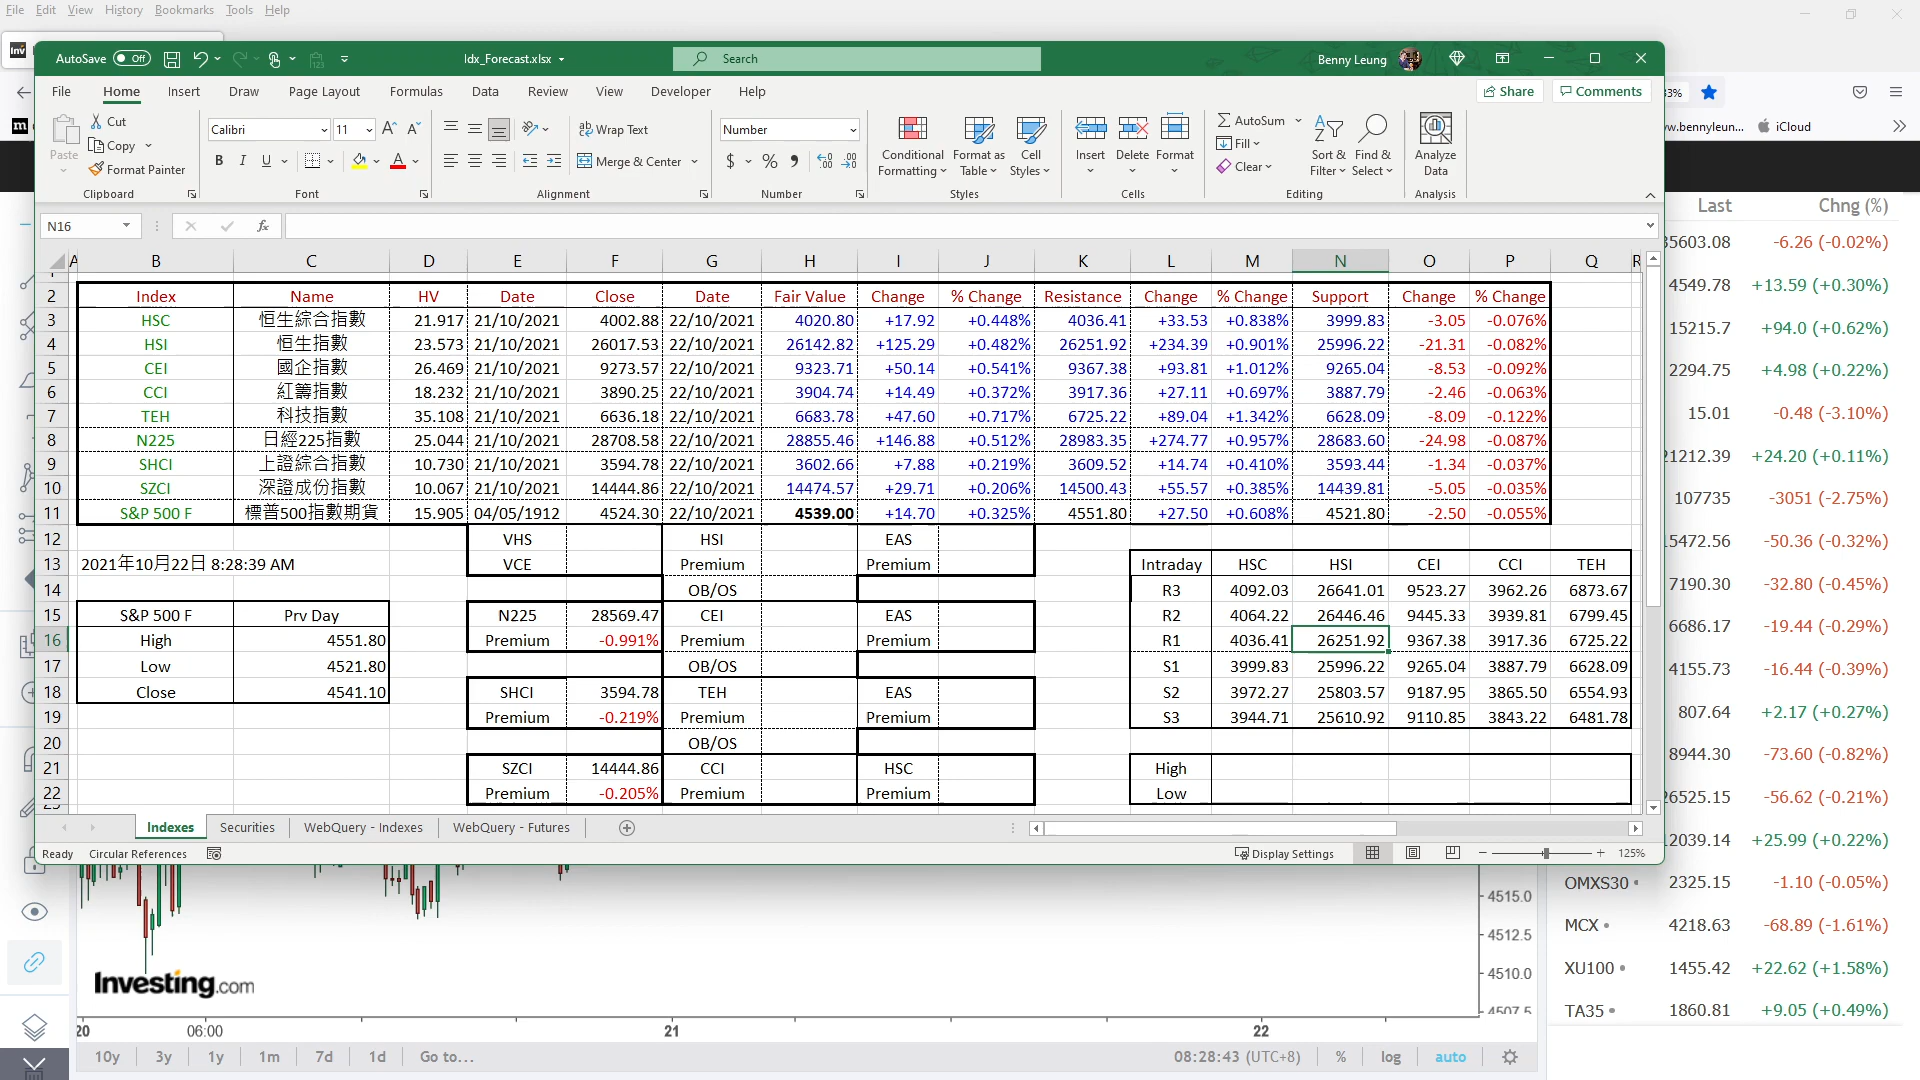 File Edit View History Bookmarks Tools Help
Inv
AutoSave Off Idx_Forecast.xlsx Search Benny Leung
File Home Insert Draw Page Layout Formulas Data Review View Developer Help Share Comments
3%
Paste
Cut
Copy
Format Painter
Clipboard
Calibri 11
B I U
Font
Wrap Text
Merge & Center
Alignment
Number
$ % ,
Number
Conditional Formatting
Format as Table
Cell Styles
Styles
Insert Delete Format
Cells
AutoSum
Fill
Clear
Sort & Filter
Find & Select
Editing
Analyze Data
Analysis
w.bennyleun... iCloud
N16 fx
A B C D E F G H I J K L M N O P Q R
2 Index Name HV Date Close Date Fair Value Change % Change Resistance Change % Change Support Change % Change
3 HSC 恒生綜合指數 21.917 21/10/2021 4002.88 22/10/2021 4020.80 +17.92 +0.448% 4036.41 +33.53 +0.838% 3999.83 -3.05 -0.076%
4 HSI 恒生指數 23.573 21/10/2021 26017.53 22/10/2021 26142.82 +125.29 +0.482% 26251.92 +234.39 +0.901% 25996.22 -21.31 -0.082%
5 CEI 國企指數 26.469 21/10/2021 9273.57 22/10/2021 9323.71 +50.14 +0.541% 9367.38 +93.81 +1.012% 9265.04 -8.53 -0.092%
6 CCI 紅籌指數 18.232 21/10/2021 3890.25 22/10/2021 3904.74 +14.49 +0.372% 3917.36 +27.11 +0.697% 3887.79 -2.46 -0.063%
7 TEH 科技指數 35.108 21/10/2021 6636.18 22/10/2021 6683.78 +47.60 +0.717% 6725.22 +89.04 +1.342% 6628.09 -8.09 -0.122%
8 N225 日經225指數 25.044 21/10/2021 28708.58 22/10/2021 28855.46 +146.88 +0.512% 28983.35 +274.77 +0.957% 28683.60 -24.98 -0.087%
9 SHCI 上證綜合指數 10.730 21/10/2021 3594.78 22/10/2021 3602.66 +7.88 +0.219% 3609.52 +14.74 +0.410% 3593.44 -1.34 -0.037%
10 SZCI 深證成份指數 10.067 21/10/2021 14444.86 22/10/2021 14474.57 +29.71 +0.206% 14500.43 +55.57 +0.385% 14439.81 -5.05 -0.035%
11 S&P 500 F 標普500指數期貨 15.905 04/05/1912 4524.30 22/10/2021 4539.00 +14.70 +0.325% 4551.80 +27.50 +0.608% 4521.80 -2.50 -0.055%
12 VHS HSI EAS
13 2021年10月22日 8:28:39 AM VCE Premium Premium Intraday HSC HSI CEI CCI TEH
14 OB/OS R3 4092.03 26641.01 9523.27 3962.26 6873.67
15 S&P 500 F Prv Day N225 28569.47 CEI EAS R2 4064.22 26446.46 9445.33 3939.81 6799.45
16 High 4551.80 Premium -0.991% Premium Premium R1 4036.41 26251.92 9367.38 3917.36 6725.22
17 Low 4521.80 OB/OS S1 3999.83 25996.22 9265.04 3887.79 6628.09
18 Close 4541.10 SHCI 3594.78 TEH EAS S2 3972.27 25803.57 9187.95 3865.50 6554.93
19 Premium -0.219% Premium Premium S3 3944.71 25610.92 9110.85 3843.22 6481.78
20 OB/OS
21 SZCI 14444.86 CCI HSC High
22 Premium -0.205% Premium Premium Low
Indexes Securities WebQuery - Indexes WebQuery - Futures
Ready Circular References Display Settings 125%
Last Chng (%)
35603.08 -6.26 (-0.02%)
4549.78 +13.59 (+0.30%)
15215.7 +94.0 (+0.62%)
2294.75 +4.98 (+0.22%)
15.01 -0.48 (-3.10%)
21212.39 +24.20 (+0.11%)
107735 -3051 (-2.75%)
15472.56 -50.36 (-0.32%)
7190.30 -32.80 (-0.45%)
6686.17 -19.44 (-0.29%)
4155.73 -16.44 (-0.39%)
807.64 +2.17 (+0.27%)
8944.30 -73.60 (-0.82%)
26525.15 -56.62 (-0.21%)
12039.14 +25.99 (+0.22%)
OMXS30 2325.15 -1.10 (-0.05%)
MCX 4218.63 -68.89 (-1.61%)
XU100 1455.42 +22.62 (+1.58%)
TA35 1860.81 +9.05 (+0.49%)
4515.0
4512.5
4510.0
4507.5
Investing.com
20 06:00 21 22
10y 3y 1y 1m 7d 1d Go to... 08:28:43 (UTC+8) % log auto